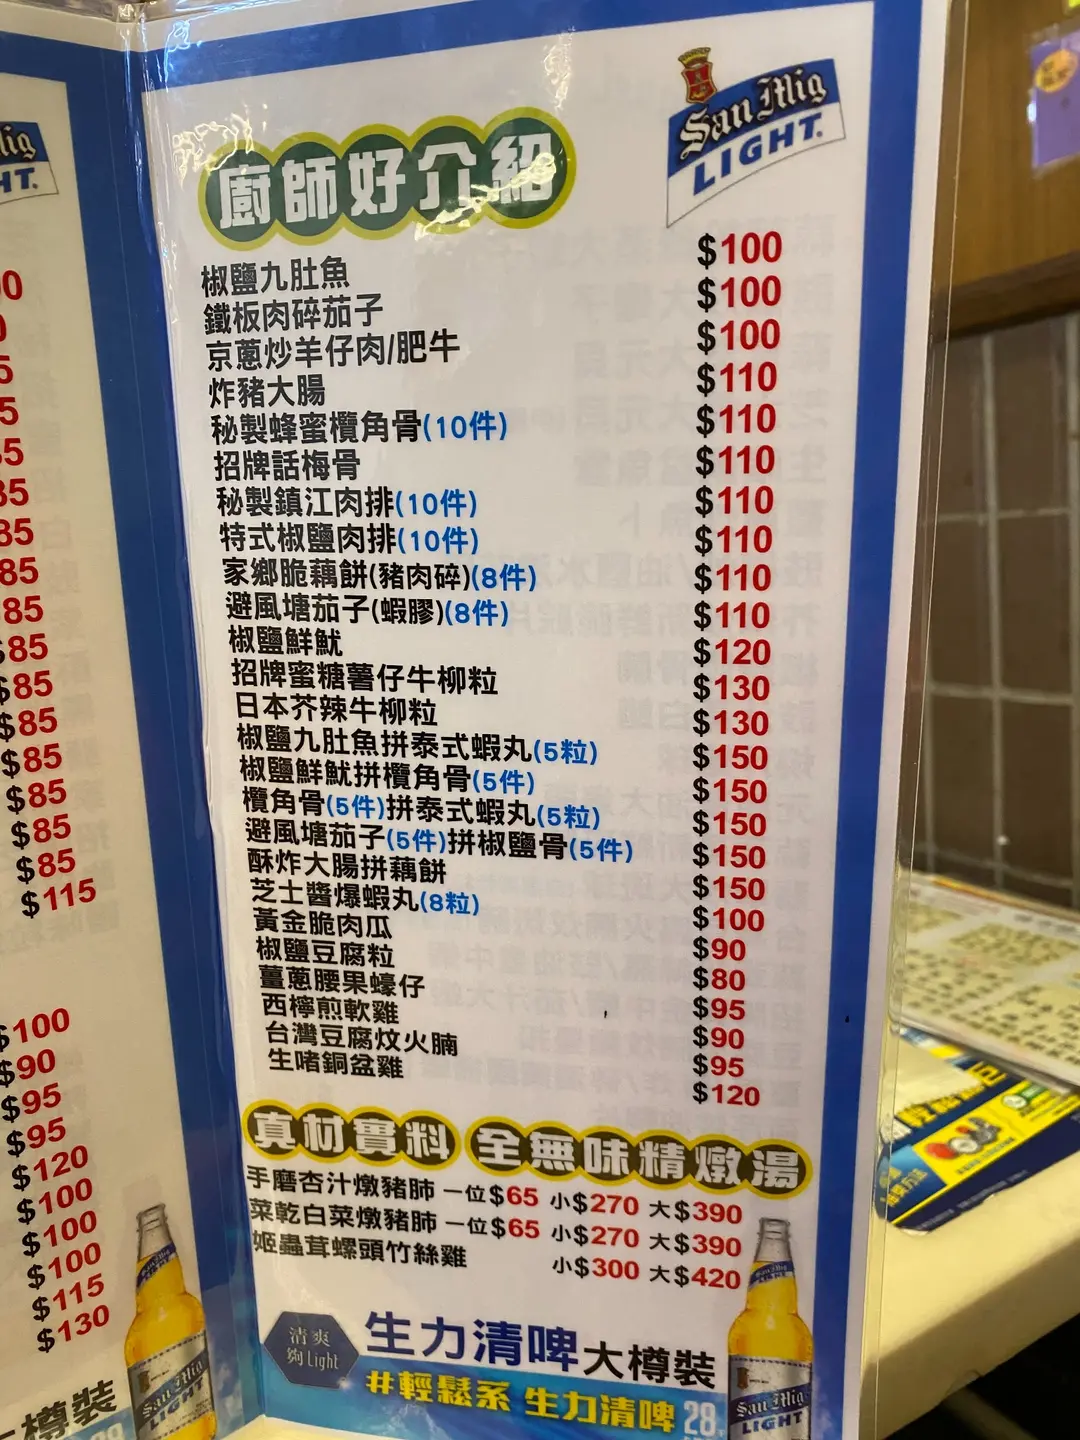 San Mig
LIGHT.
廚師好介紹
椒鹽九肚魚 $100
鐵板肉碎茄子 $100
京蔥炒羊仔肉/肥牛 $100
炸豬大腸 $110
秘製蜂蜜欖角骨(10件) $110
招牌話梅骨 $110
秘製鎮江肉排(10件) $110
特式椒鹽肉排(10件) $110
家鄉脆藕餅(豬肉碎)(8件) $110
避風塘茄子(蝦膠)(8件) $110
椒鹽鮮魷 $120
招牌蜜糖薯仔牛柳粒 $130
日本芥辣牛柳粒 $130
椒鹽九肚魚拼泰式蝦丸(5粒) $150
椒鹽鮮魷拼欖角骨(5件) $150
欖角骨(5件)拼泰式蝦丸(5粒) $150
避風塘茄子(5件)拼椒鹽骨(5件) $150
酥炸大腸拼藕餅 $150
芝士醬爆蝦丸(8粒) $100
黃金脆肉瓜 $90
椒鹽豆腐粒 $80
薑蔥腰果蠔仔 $95
西檸煎軟雞 $90
台灣豆腐炆火腩 $95
生啫銅盆雞 $120
真材實料 全無味精燉湯
手磨杏汁燉豬肺 一位$65 小$270 大$390
菜乾白菜燉豬肺 一位$65 小$270 大$390
姬蟲茸螺頭竹絲雞 小$300 大$420
清爽
夠Light
生力清啤大樽裝
#輕鬆系 生力清啤 28
San Mig
LIGHT
ig
HT.
85
85
85
$85
$85
$85
$85
$85
$85
$85
$115
$100
$90
$95
$95
$120
$100
$100
$100
$115
$130
樽裝
San Mig
LIGHT